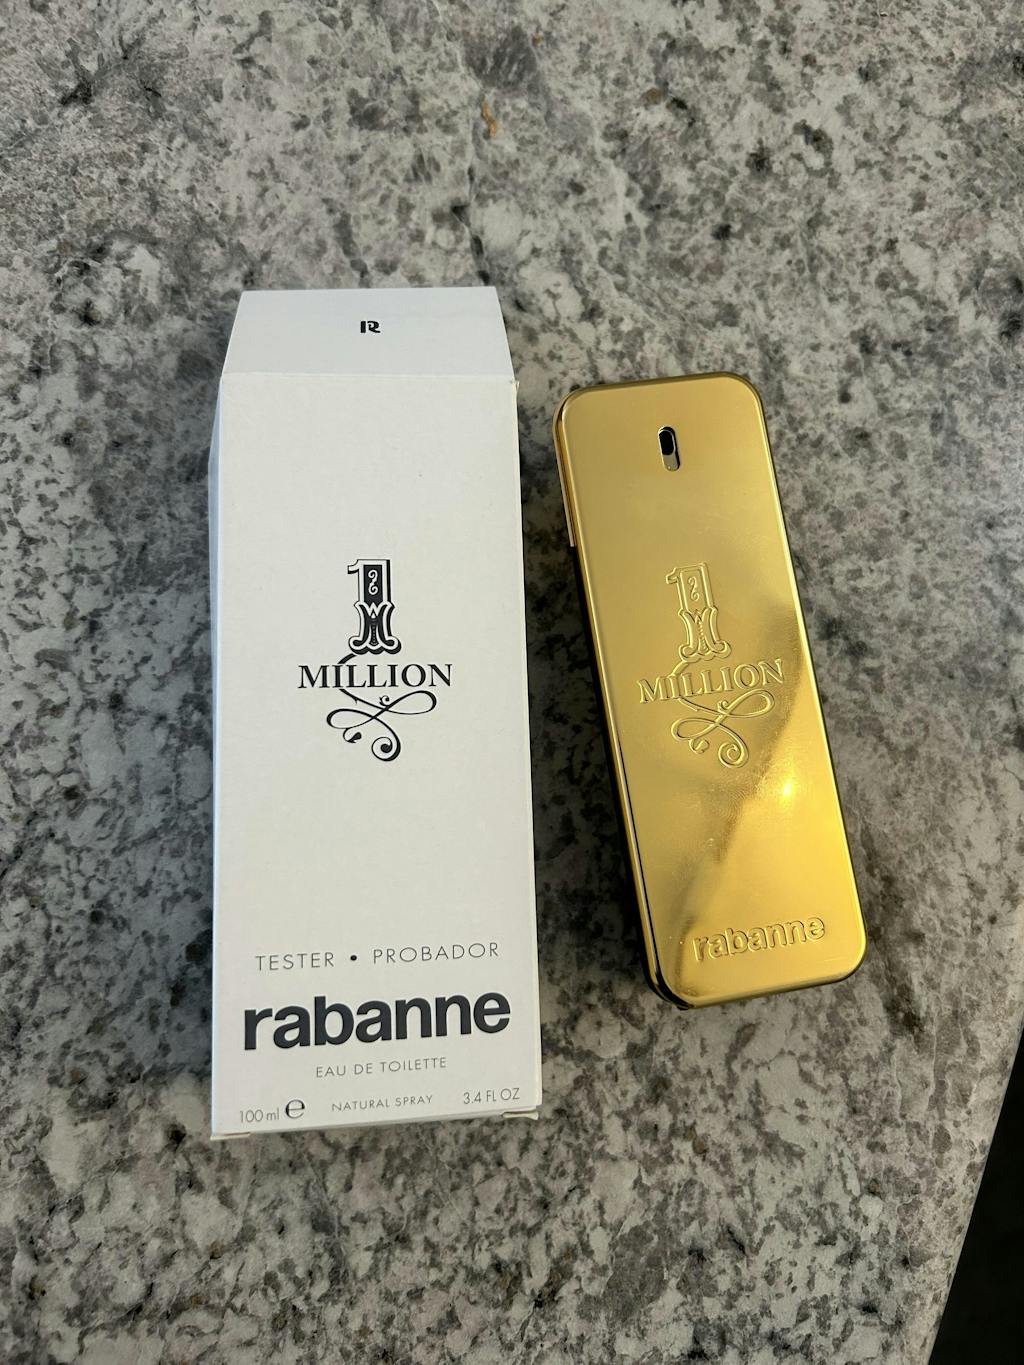 R
1
MILLION
TESTER • PROBADOR
rabanne
EAU DE TOILETTE
100 ml e NATURAL SPRAY 3.4 FL OZ
1
MILLION
rabanne